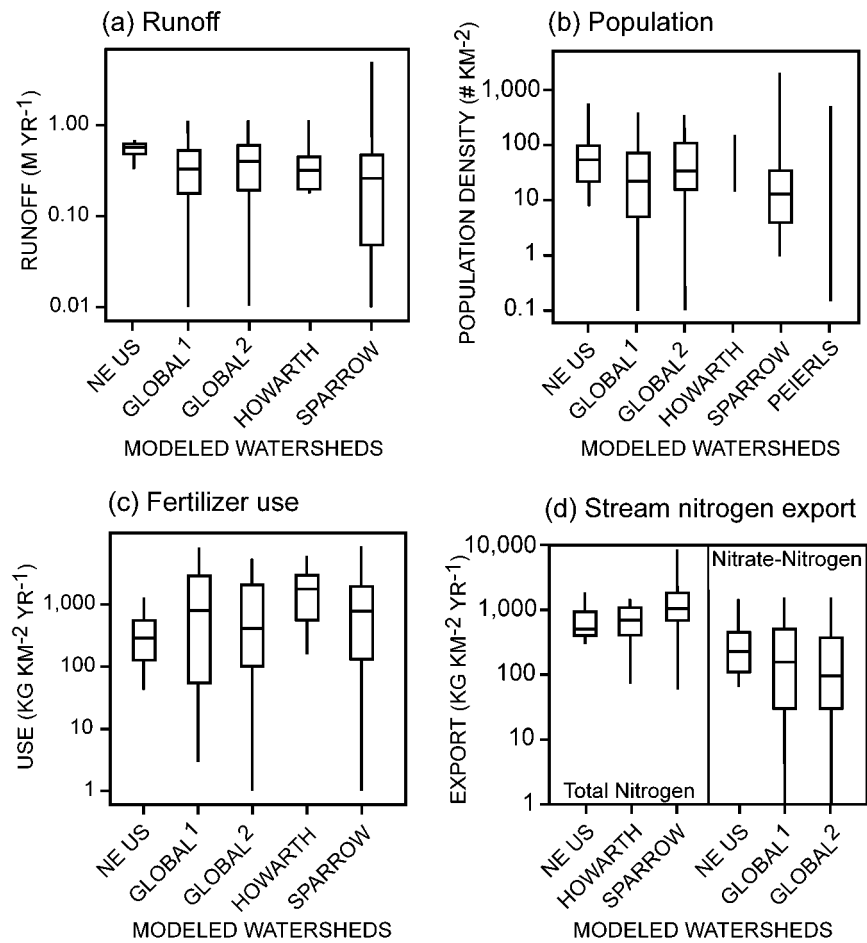 (a) Runoff
RUNOFF (M YR-1)
1.00
0.10
0.01
NE US
GLOBAL 1
GLOBAL 2
HOWARTH
SPARROW
MODELED WATERSHEDS
(b) Population
POPULATION DENSITY (# KM-2)
1,000
100
10
1
0.1
NE US
GLOBAL 1
GLOBAL 2
HOWARTH
SPARROW
PEIERLS
MODELED WATERSHEDS
(c) Fertilizer use
USE (KG KM-2 YR-1)
1,000
100
10
1
NE US
GLOBAL 1
GLOBAL 2
HOWARTH
SPARROW
MODELED WATERSHEDS
(d) Stream nitrogen export
EXPORT (KG KM-2 YR-1)
10,000
1,000
100
10
1
Nitrate-Nitrogen
Total Nitrogen
NE US
HOWARTH
SPARROW
NE US
GLOBAL 1
GLOBAL 2
MODELED WATERSHEDS